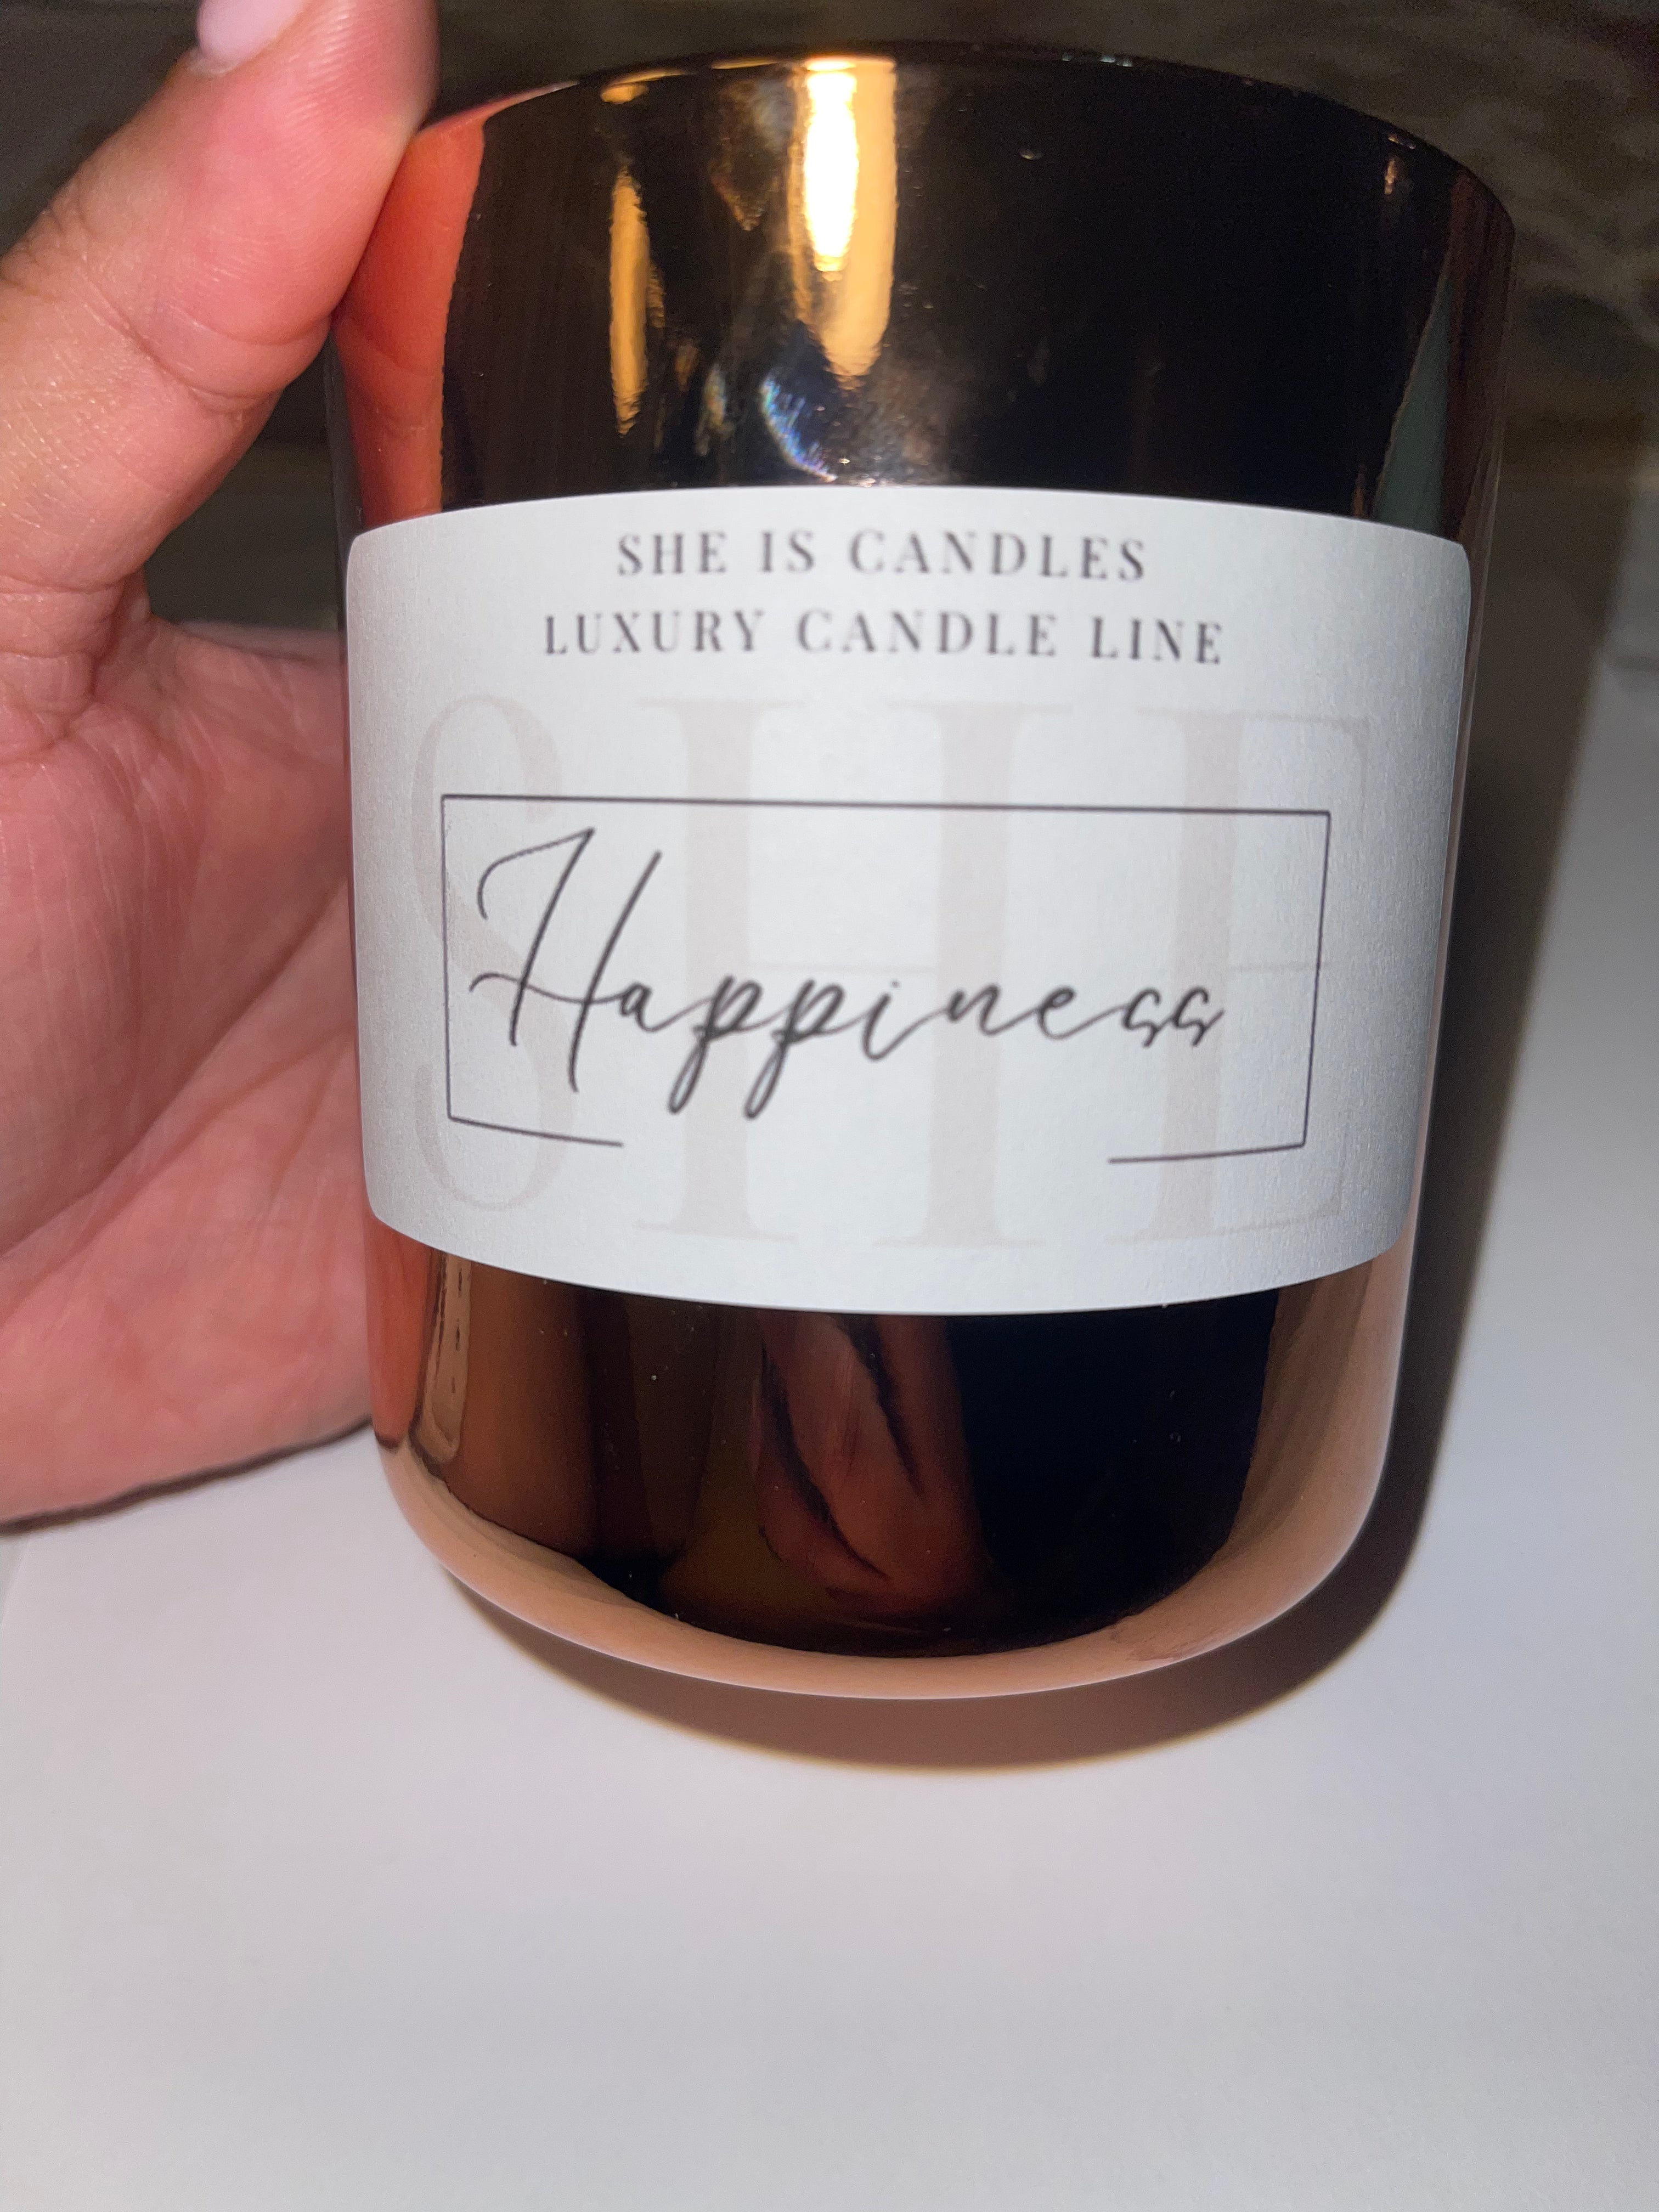 SHE IS CANDLES
LUXURY CANDLE LINE
SHE
Happiness